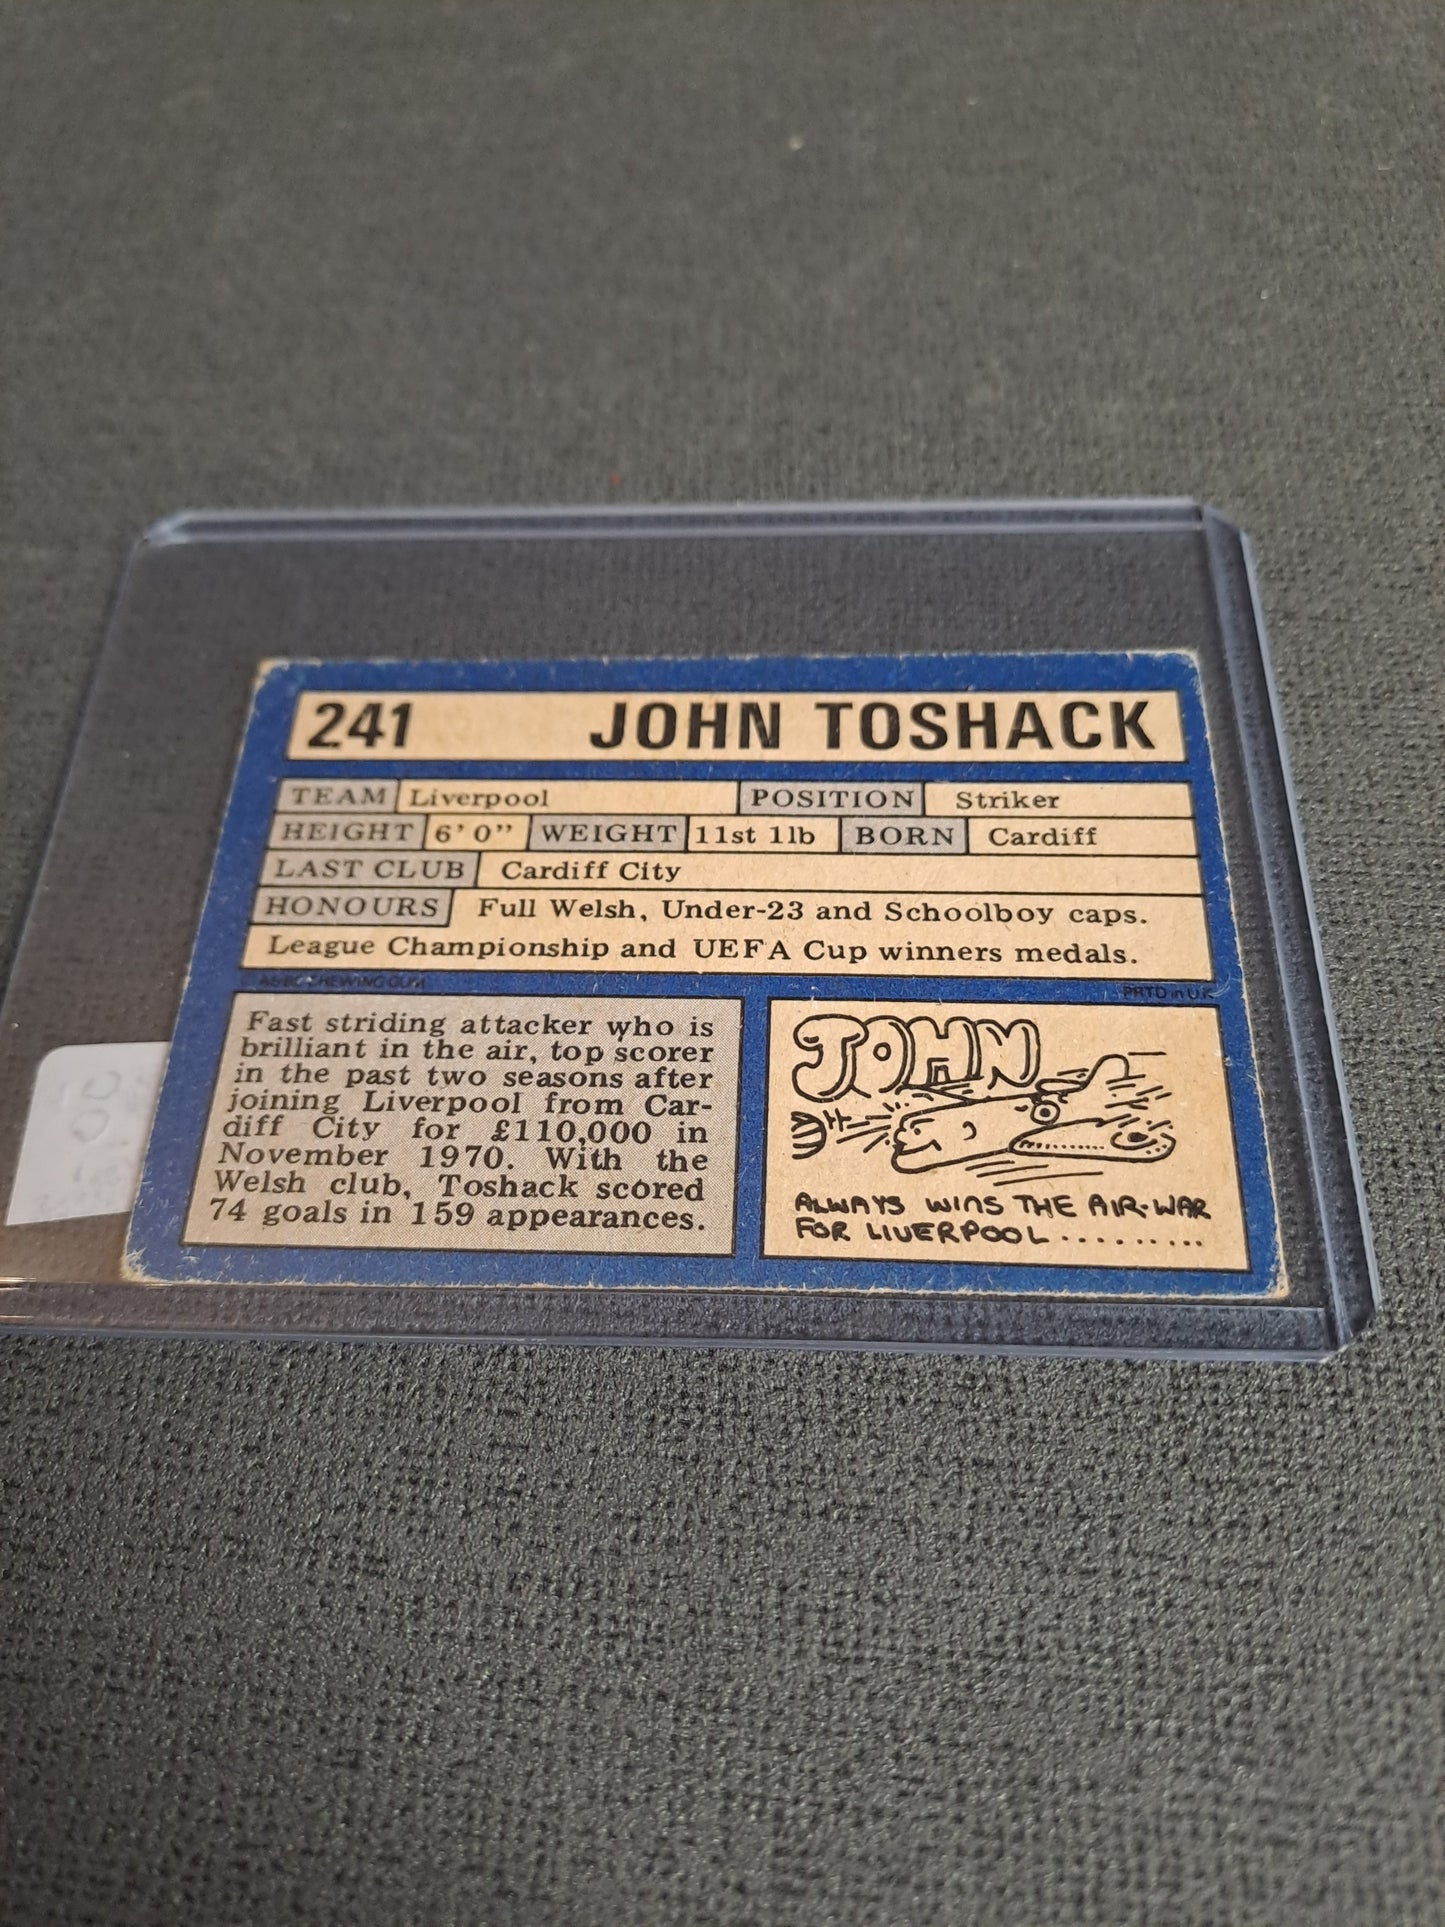 241 JOHN TOSHACK
TEAM Liverpool POSITION Striker
HEIGHT 6' 0" WEIGHT 11st 1lb BORN Cardiff
LAST CLUB Cardiff City
HONOURS Full Welsh, Under-23 and Schoolboy caps.
League Championship and UEFA Cup winners medals.
CHEWING GUM PRTD in U.K
Fast striding attacker who is
brilliant in the air, top scorer
in the past two seasons after
joining Liverpool from Car-
diff City for £110,000 in
November 1970. With the
Welsh club, Toshack scored
74 goals in 159 appearances.
JOHN
ALWAYS WINS THE AIR-WAR
FOR LIVERPOOL.........